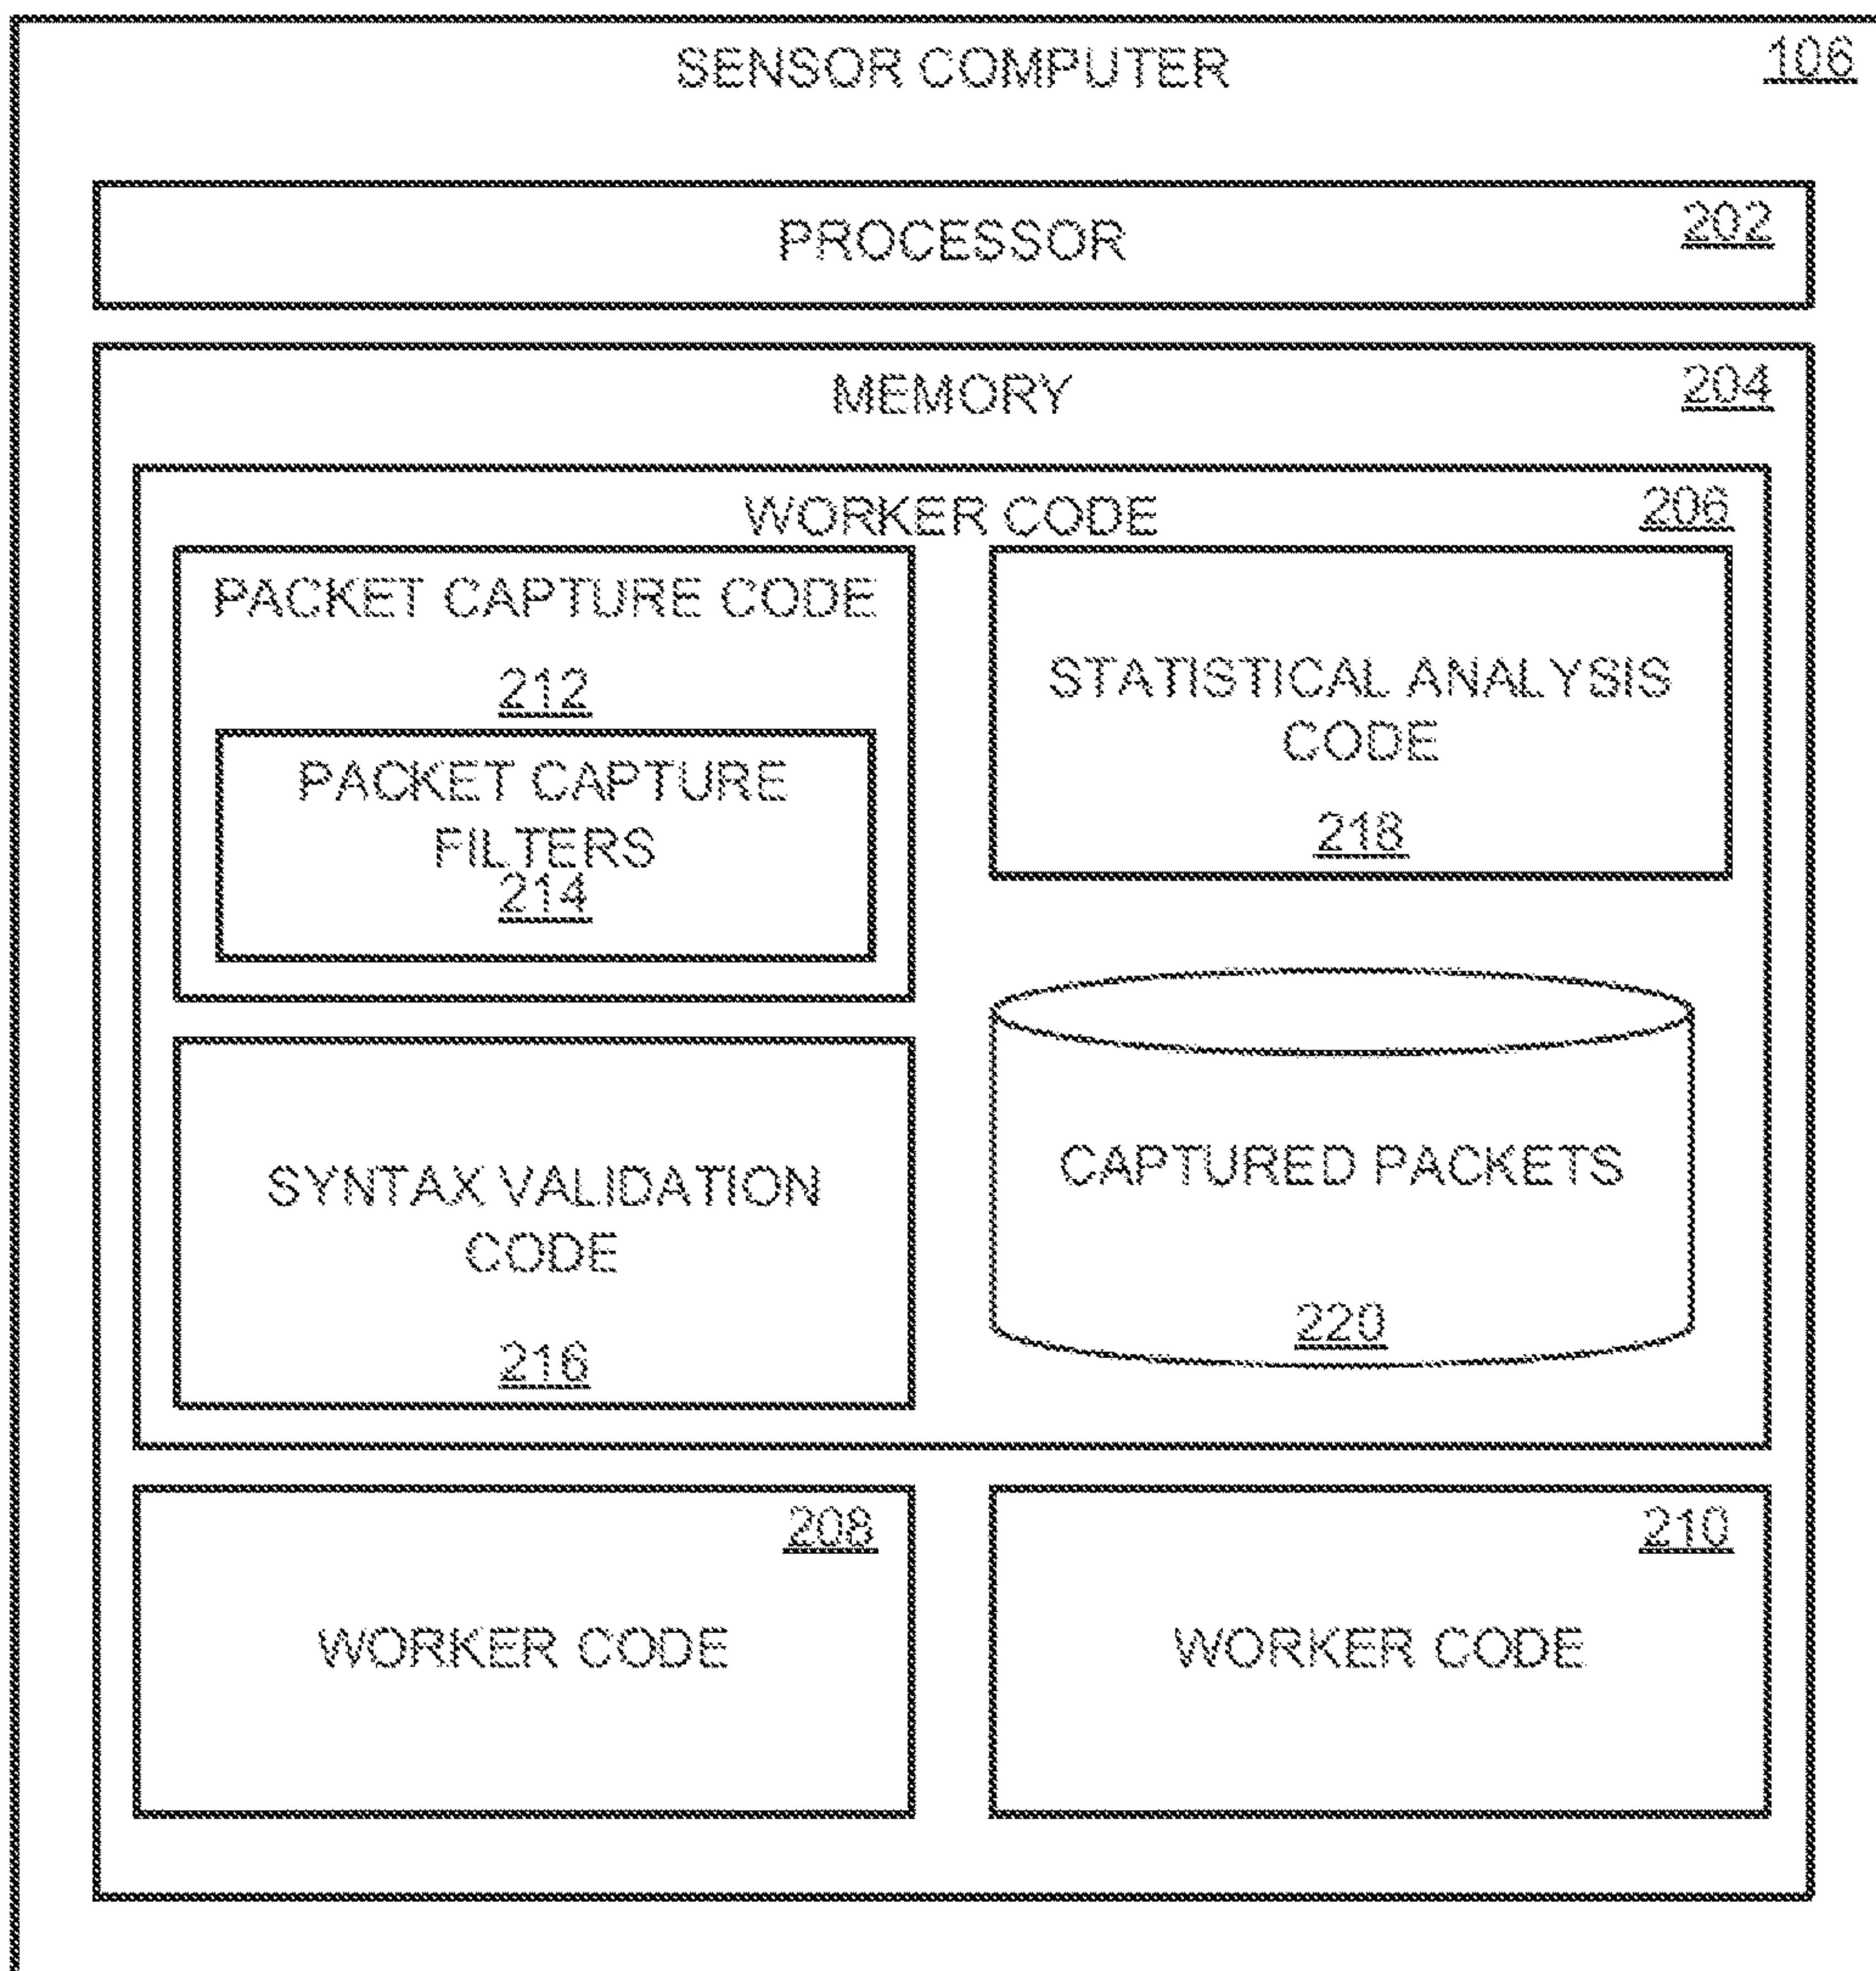 SENSOR COMPUTER
106
PROCESSOR
202
MEMORY
204
WORKER CODE
206
PACKET CAPTURE CODE
212
PACKET CAPTURE
FILTERS
214
STATISTICAL ANALYSIS
CODE
218
SYNTAX VALIDATION
CODE
216
CAPTURED PACKETS
220
208
WORKER CODE
210
WORKER CODE